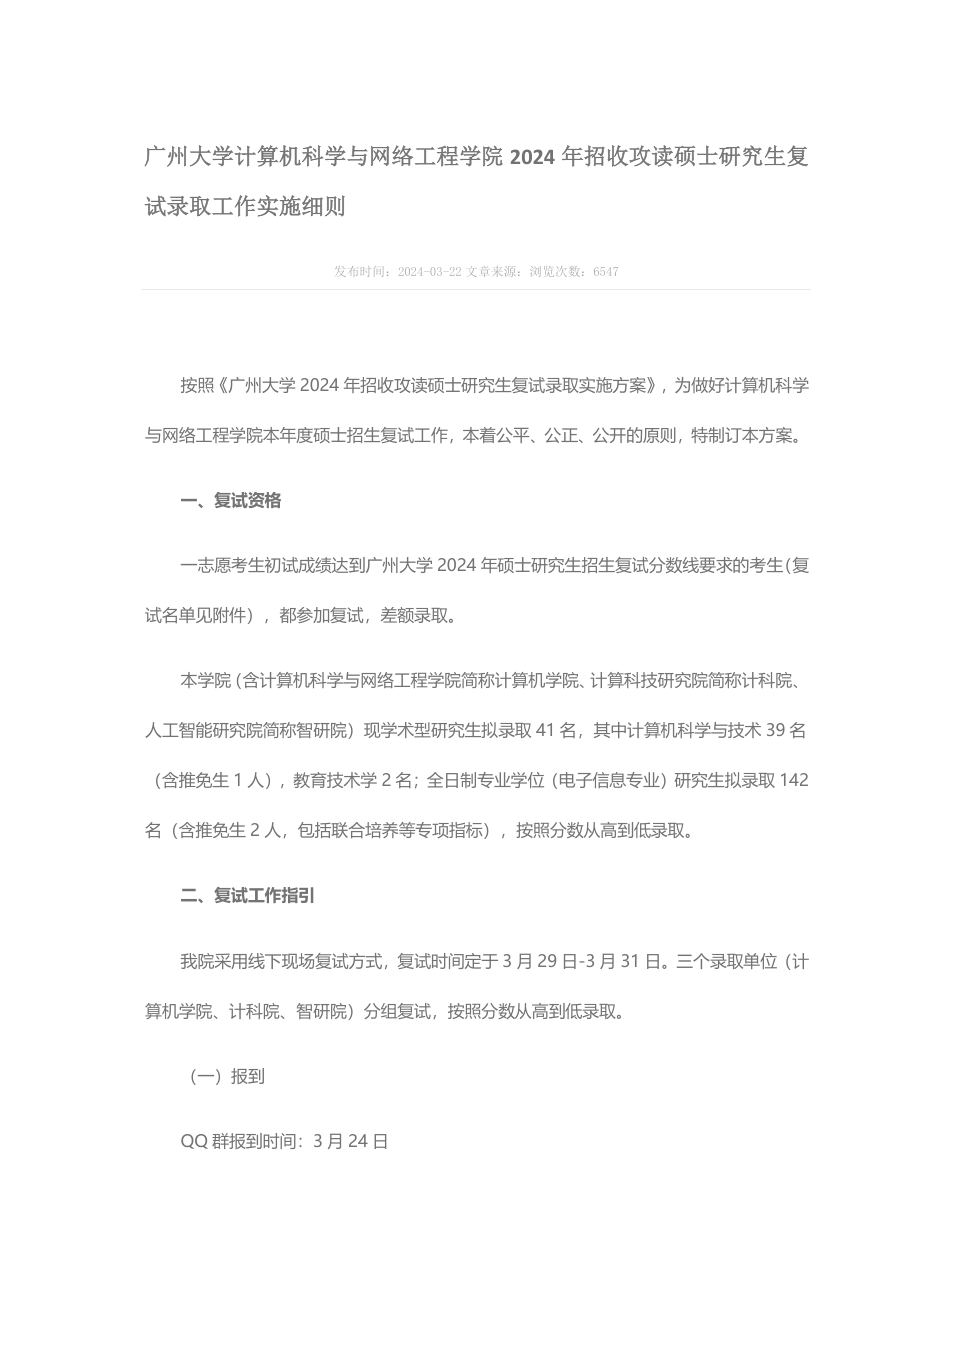 广州大学计算机科学与网络工程学院 2024 年招收攻读硕士研究生复
试录取工作实施细则
发布时间：2024-03-22 文章来源：浏览次数：6547
按照《广州大学 2024 年招收攻读硕士研究生复试录取实施方案》，为做好计算机科学
与网络工程学院本年度硕士招生复试工作，本着公平、公正、公开的原则，特制订本方案。
一、复试资格
一志愿考生初试成绩达到广州大学 2024 年硕士研究生招生复试分数线要求的考生（复
试名单见附件），都参加复试，差额录取。
本学院（含计算机科学与网络工程学院简称计算机学院、计算科技研究院简称计科院、
人工智能研究院简称智研院）现学术型研究生拟录取 41 名，其中计算机科学与技术 39 名
（含推免生 1 人），教育技术学 2 名；全日制专业学位（电子信息专业）研究生拟录取 142
名（含推免生 2 人，包括联合培养等专项指标），按照分数从高到低录取。
二、复试工作指引
我院采用线下现场复试方式，复试时间定于 3 月 29 日-3 月 31 日。三个录取单位（计
算机学院、计科院、智研院）分组复试，按照分数从高到低录取。
（一）报到
QQ 群报到时间：3 月 24 日